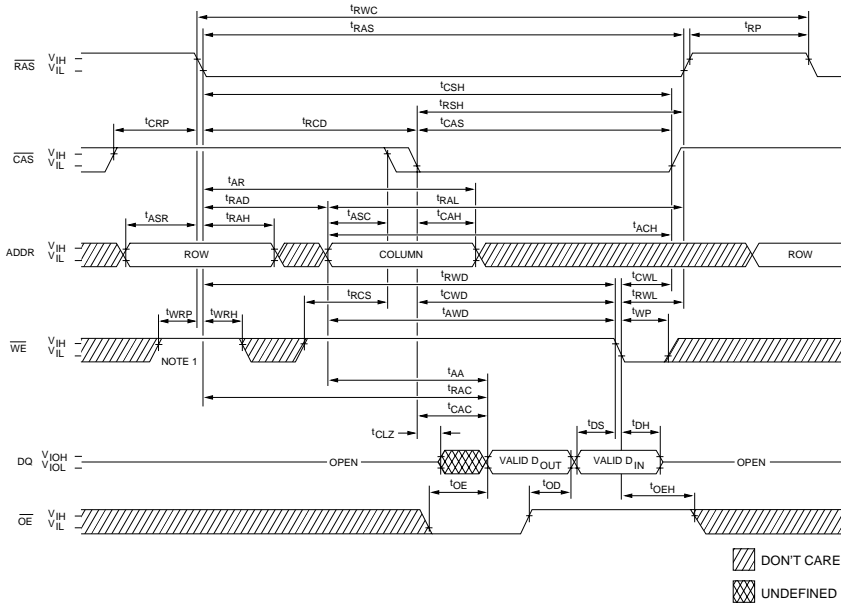 tRWC
tRAS tRP
RAS VIH
VIL
tCSH
tRSH
tCRP tRCD tCAS
CAS VIH
VIL
tAR
tRAD tRAL
tASR tRAH tASC tCAH
tACH
ADDR VIH
VIL ROW COLUMN ROW
tRWD tCWL
tRCS tCWD tRWL
tWRP tWRH tAWD tWP
WE VIH
VIL NOTE 1
tAA
tRAC
tCAC
tCLZ tDS tDH
DQ VIOH
VIOL OPEN VALID DOUT VALID DIN OPEN
tOE tOD tOEH
OE VIH
VIL
DON'T CARE
UNDEFINED